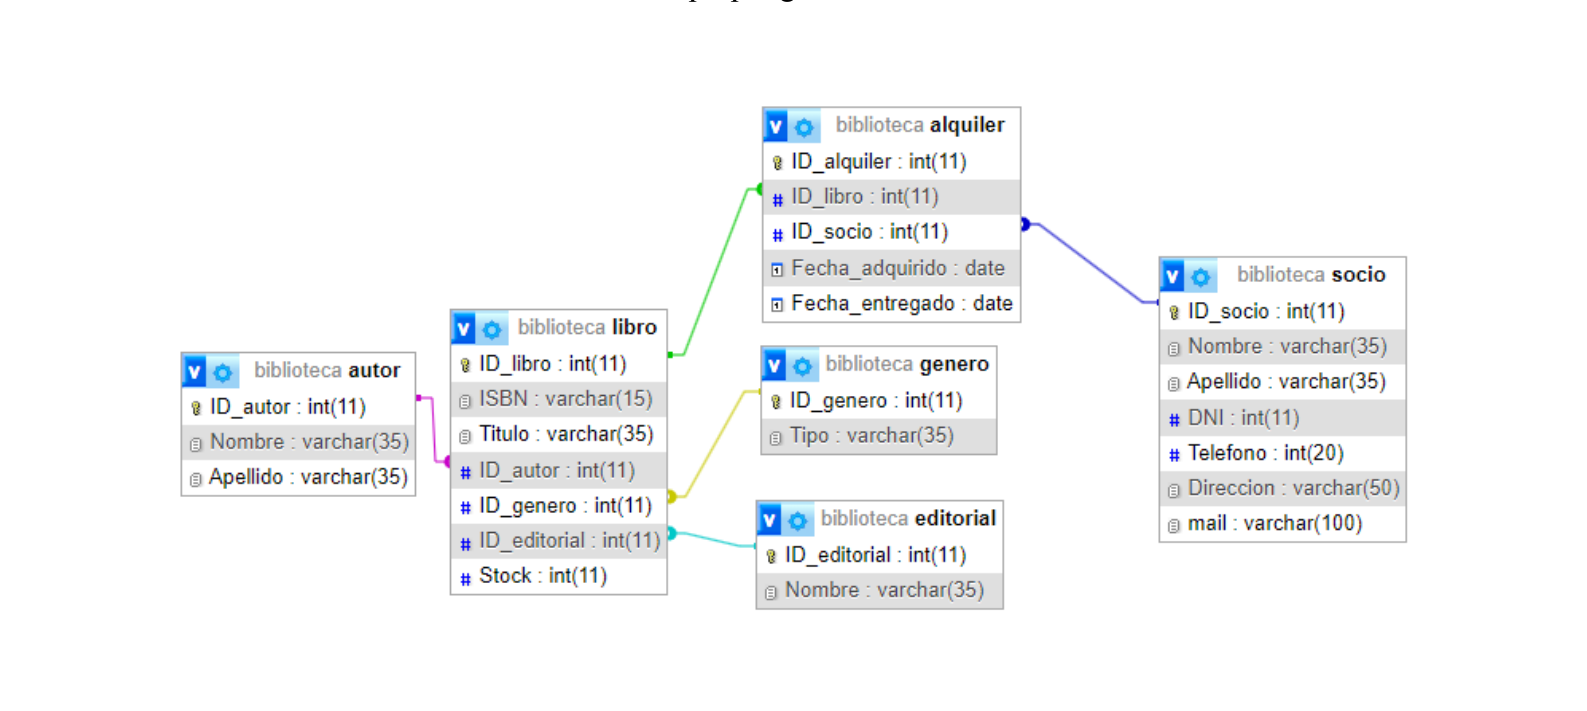 biblioteca alquiler
ID_alquiler : int(11)
ID_libro : int(11)
ID_socio : int(11)
Fecha_adquirido : date
Fecha_entregado : date
biblioteca socio
ID_socio : int(11)
Nombre : varchar(35)
Apellido : varchar(35)
DNI : int(11)
Telefono : int(20)
Direccion : varchar(50)
mail : varchar(100)
biblioteca libro
ID_libro : int(11)
ISBN : varchar(15)
Titulo : varchar(35)
ID_autor : int(11)
ID_genero : int(11)
ID_editorial : int(11)
Stock : int(11)
biblioteca autor
ID_autor : int(11)
Nombre : varchar(35)
Apellido : varchar(35)
biblioteca genero
ID_genero : int(11)
Tipo : varchar(35)
biblioteca editorial
ID_editorial : int(11)
Nombre : varchar(35)